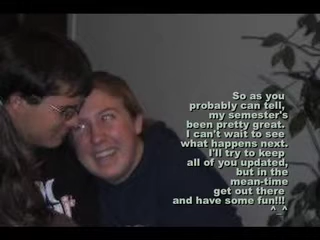 So as you
probably can tell,
my semester's
been pretty great.
I can't wait to see
what happens next.
I'll try to keep
all of you updated,
but in the
mean-time
get out there
and have some fun!!!
^_^